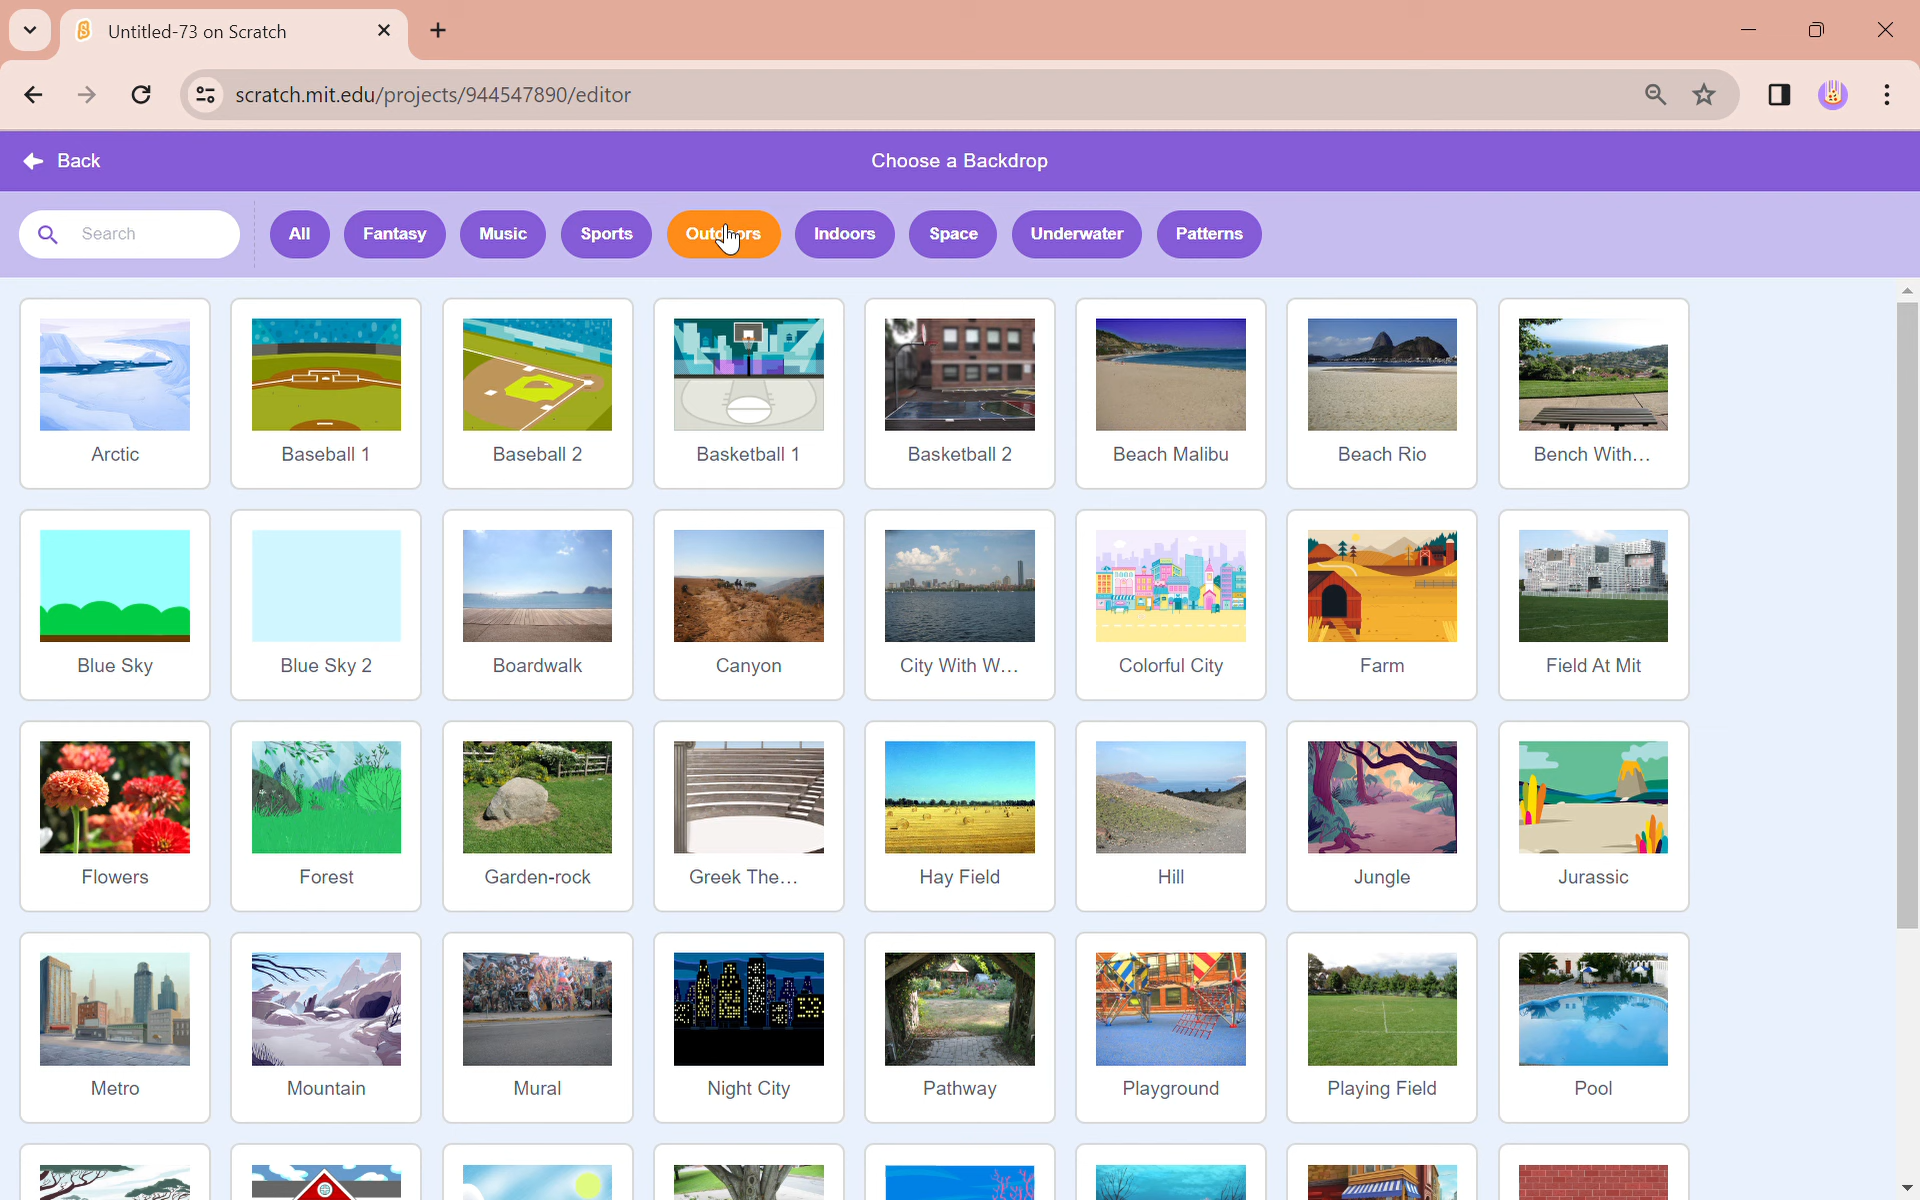 Untitled-73 on Scratch
scratch.mit.edu/projects/944547890/editor
Back
Choose a Backdrop
Search
All
Fantasy
Music
Sports
Outdoors
Indoors
Space
Underwater
Patterns
Arctic
Baseball 1
Baseball 2
Basketball 1
Basketball 2
Beach Malibu
Beach Rio
Bench With...
Blue Sky
Blue Sky 2
Boardwalk
Canyon
City With W...
Colorful City
Farm
Field At Mit
Flowers
Forest
Garden-rock
Greek The...
Hay Field
Hill
Jungle
Jurassic
Metro
Mountain
Mural
Night City
Pathway
Playground
Playing Field
Pool